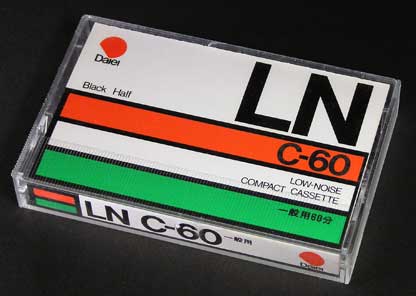 Daiei
LN
Black Half
C-60
LOW-NOISE
COMPACT CASSETTE
一般用60分
LN C-60 一般用
Daiei